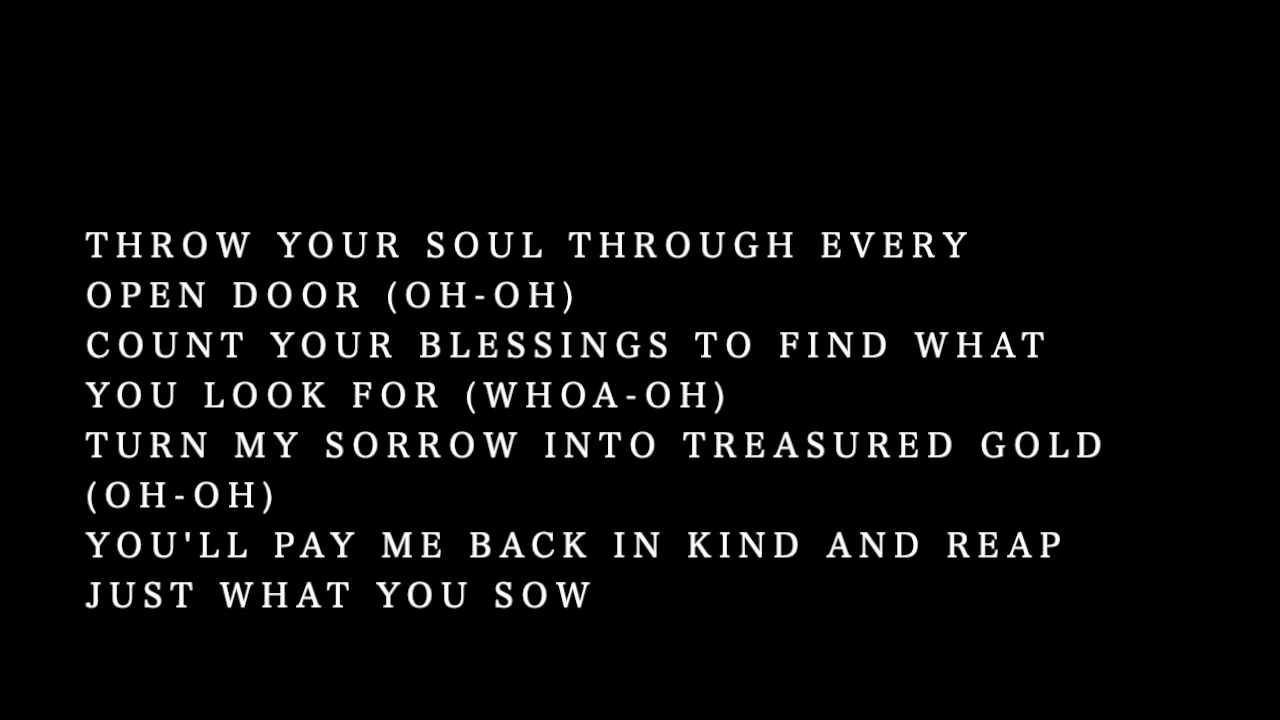 THROW YOUR SOUL THROUGH EVERY
OPEN DOOR (OH-OH)
COUNT YOUR BLESSINGS TO FIND WHAT
YOU LOOK FOR (WHOA-OH)
TURN MY SORROW INTO TREASURED GOLD
(OH-OH)
YOU'LL PAY ME BACK IN KIND AND REAP
JUST WHAT YOU SOW